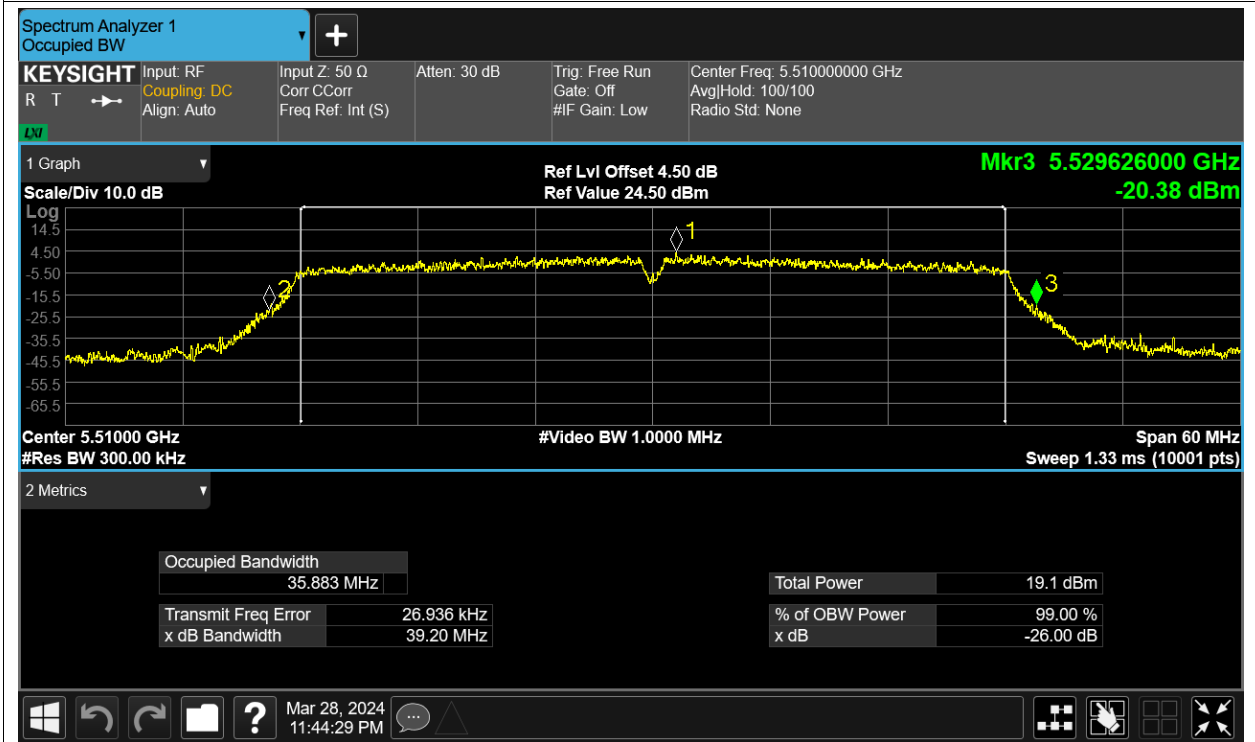 Spectrum Analyzer 1
Occupied BW
KEYSIGHT
R T
LXI
Input: RF
Coupling: DC
Align: Auto
Input Z: 50 Ω
Corr CCorr
Freq Ref: Int (S)
Atten: 30 dB
Trig: Free Run
Gate: Off
#IF Gain: Low
Center Freq: 5.510000000 GHz
Avg|Hold: 100/100
Radio Std: None
1 Graph
Scale/Div 10.0 dB
Ref Lvl Offset 4.50 dB
Ref Value 24.50 dBm
Mkr3 5.529626000 GHz
-20.38 dBm
Log
14.5
4.50
-5.50
-15.5
-25.5
-35.5
-45.5
-55.5
-65.5
1
2
3
Center 5.51000 GHz
#Res BW 300.00 kHz
#Video BW 1.0000 MHz
Span 60 MHz
Sweep 1.33 ms (10001 pts)
2 Metrics
Occupied Bandwidth
35.883 MHz
Transmit Freq Error 26.936 kHz
x dB Bandwidth 39.20 MHz
Total Power 19.1 dBm
% of OBW Power 99.00 %
x dB -26.00 dB
?
Mar 28, 2024
11:44:29 PM